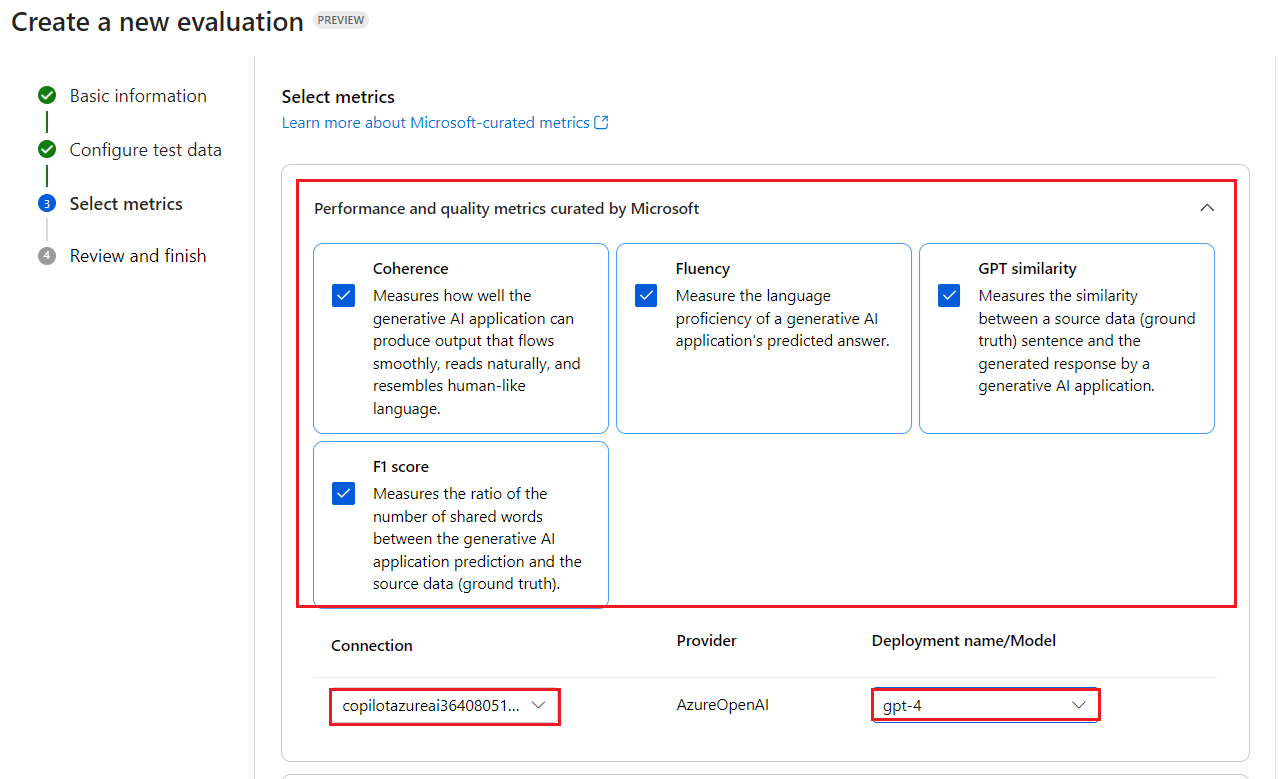 Create a new evaluation PREVIEW
Basic information
Configure test data
3 Select metrics
4 Review and finish
Select metrics
Learn more about Microsoft-curated metrics
Performance and quality metrics curated by Microsoft
Coherence
Measures how well the
generative AI application can
produce output that flows
smoothly, reads naturally, and
resembles human-like
language.
Fluency
Measure the language
proficiency of a generative AI
application's predicted answer.
GPT similarity
Measures the similarity
between a source data (ground
truth) sentence and the
generated response by a
generative AI application.
F1 score
Measures the ratio of the
number of shared words
between the generative AI
application prediction and the
source data (ground truth).
Connection Provider Deployment name/Model
copilotazureai36408051... AzureOpenAI gpt-4